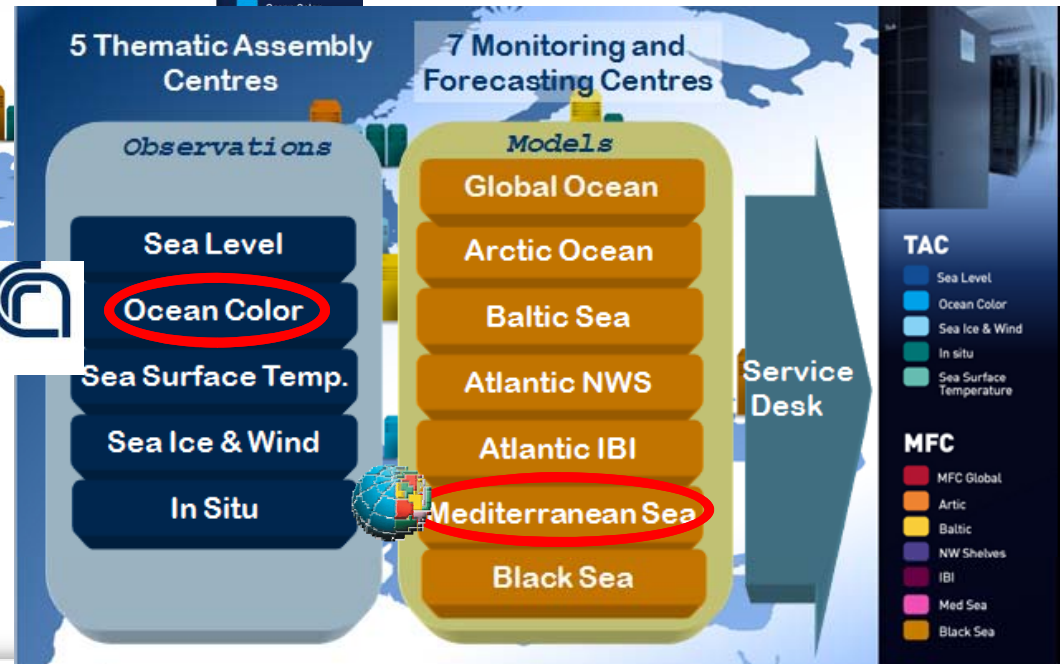 5 Thematic Assembly
Centres
7 Monitoring and
Forecasting Centres
Observations
Sea Level
Ocean Color
Sea Surface Temp.
Sea Ice & Wind
In Situ
Models
Global Ocean
Arctic Ocean
Baltic Sea
Atlantic NWS
Atlantic IBI
Mediterranean Sea
Black Sea
Service
Desk
TAC
Sea Level
Ocean Color
Sea Ice & Wind
In situ
Sea Surface
Temperature
MFC
MFC Global
Artic
Baltic
NW Shelves
IBI
Med Sea
Black Sea